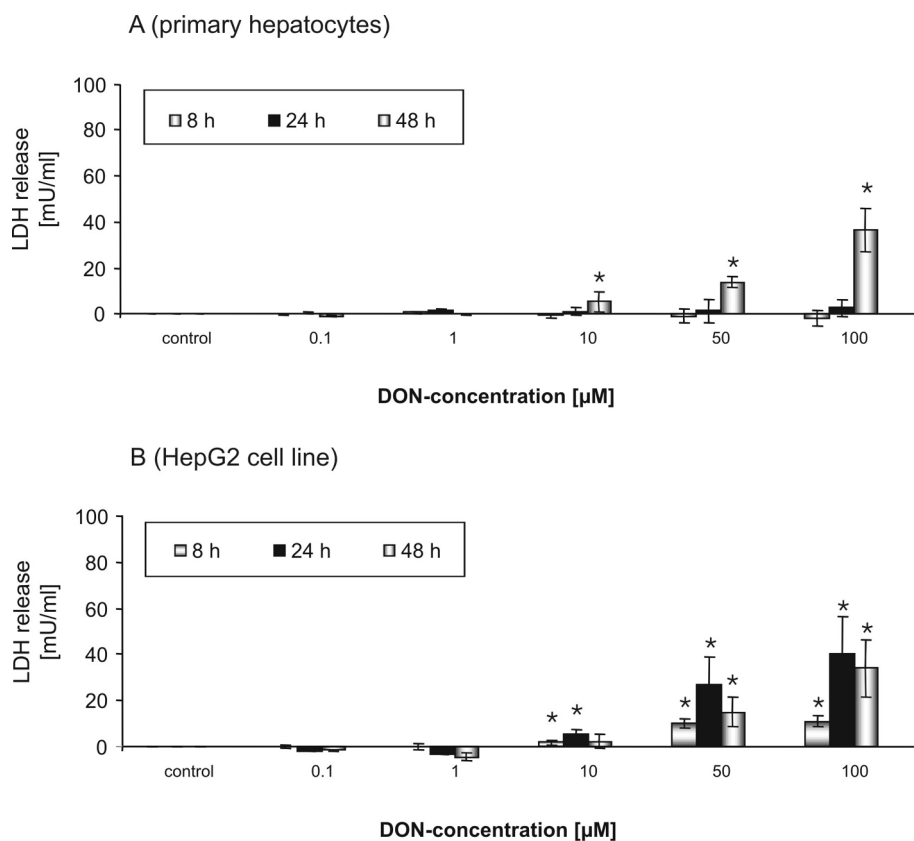 A (primary hepatocytes)
100
80
60
40
20
0
LDH release
[mU/ml]
8 h 24 h 48 h
* * *
control 0.1 1 10 50 100
DON-concentration [µM]
B (HepG2 cell line)
100
80
60
40
20
0
LDH release
[mU/ml]
8 h 24 h 48 h
* * * * * * * *
control 0.1 1 10 50 100
DON-concentration [µM]